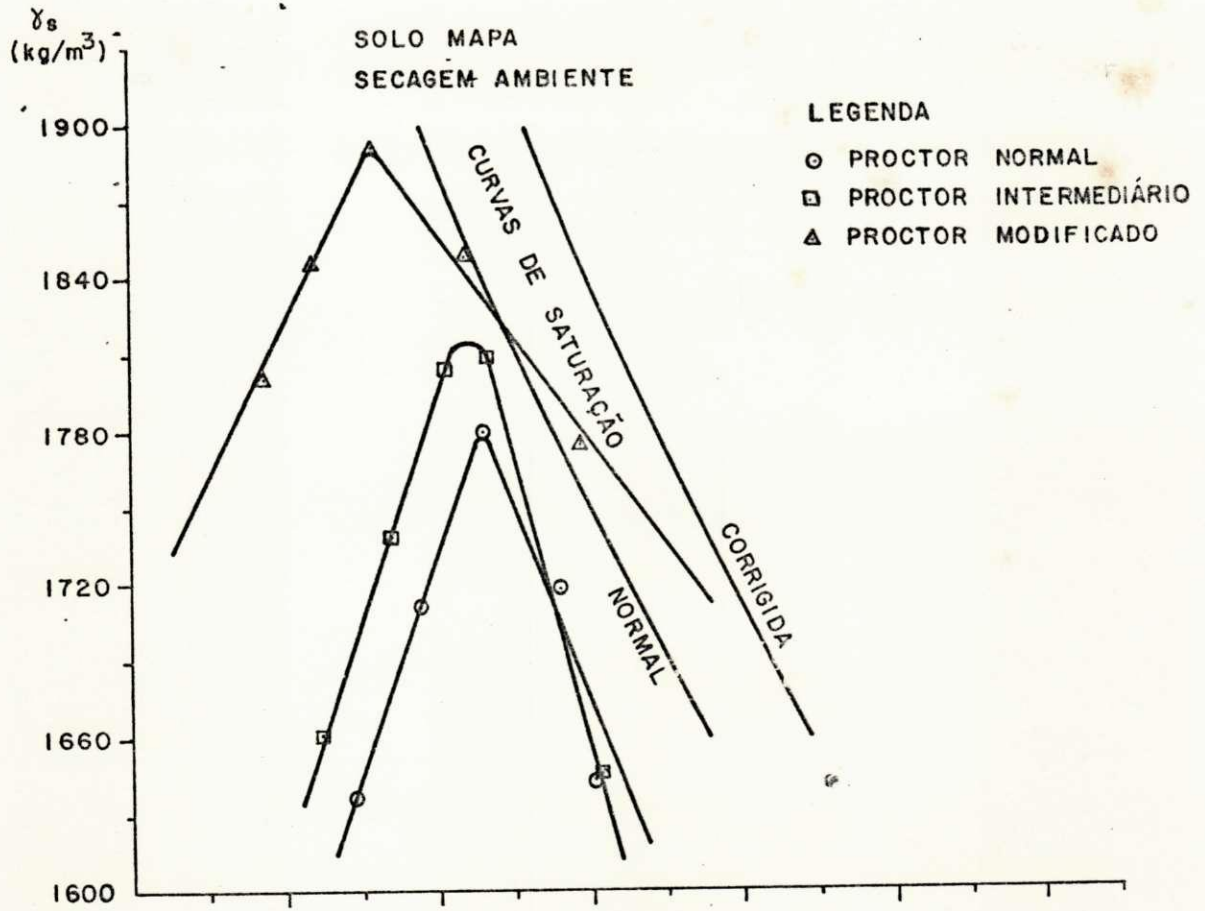 γs
(kg/m³)
SOLO MAPA
SECAGEM AMBIENTE
1900
1840
1780
1720
1660
1600
LEGENDA
PROCTOR NORMAL
PROCTOR INTERMEDIÁRIO
PROCTOR MODIFICADO
CURVAS DE SATURAÇÃO
NORMAL
CORRIGIDA